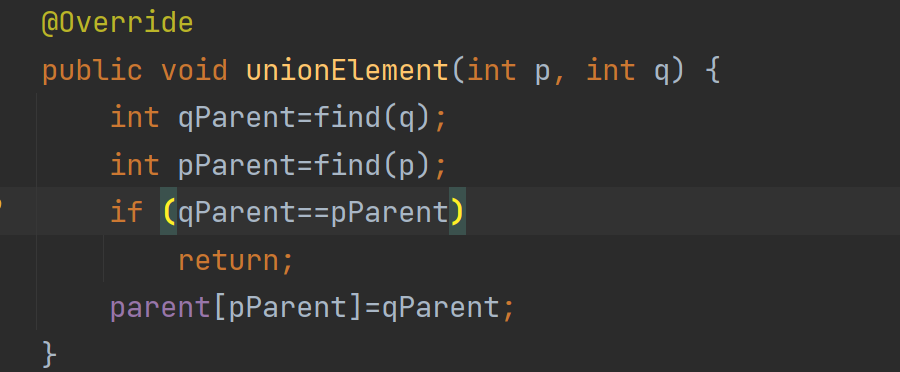 @Override
public void unionElement(int p, int q) {
int qParent=find(q);
int pParent=find(p);
if (qParent==pParent)
return;
parent[pParent]=qParent;
}